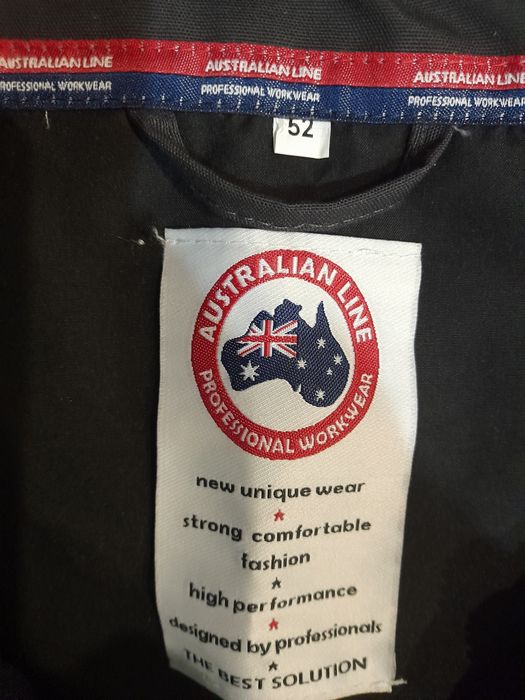 AUSTRALIAN LINE AUSTRALIAN LINE AUSTRALIAN LINE
PROFESSIONAL WORKWEAR PROFESSIONAL WORKWEAR PROFESSIONAL WORKWEAR
52
AUSTRALIAN LINE
PROFESSIONAL WORKWEAR
new unique wear
strong comfortable
fashion
high performance
designed by professionals
THE BEST SOLUTION